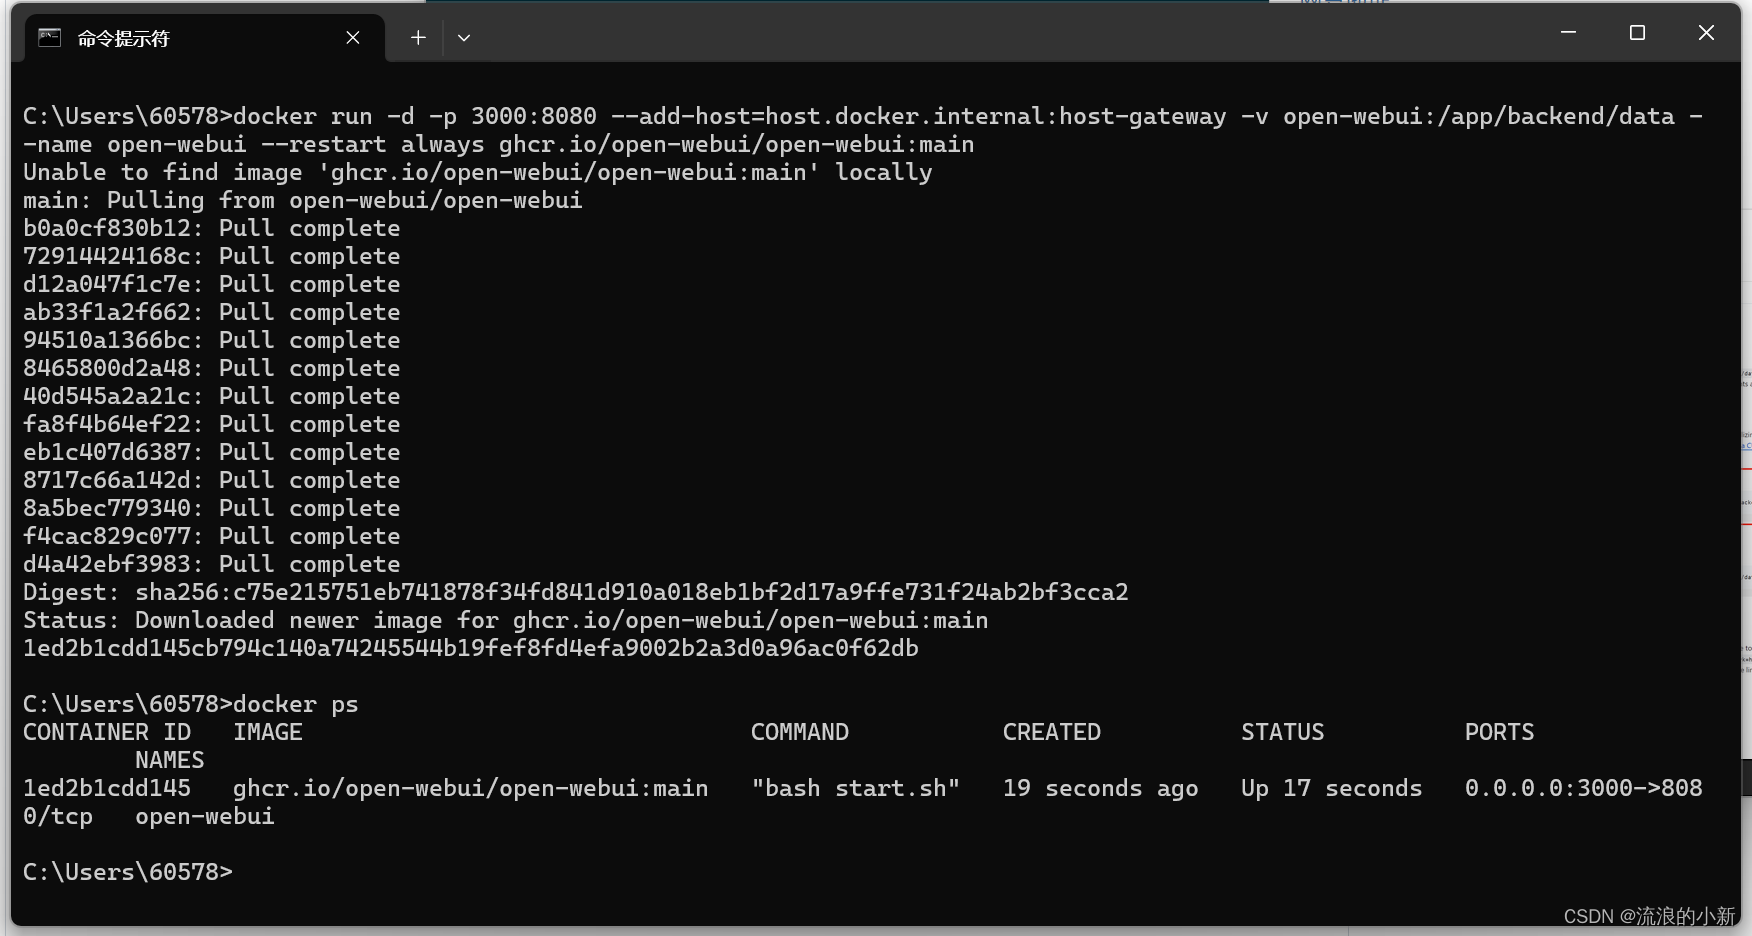 命令提示符
C:\Users\60578>docker run -d -p 3000:8080 --add-host=host.docker.internal:host-gateway -v open-webui:/app/backend/data -
-name open-webui --restart always ghcr.io/open-webui/open-webui:main
Unable to find image 'ghcr.io/open-webui/open-webui:main' locally
main: Pulling from open-webui/open-webui
b0a0cf830b12: Pull complete
72914424168c: Pull complete
d12a047f1c7e: Pull complete
ab33f1a2f662: Pull complete
94510a1366bc: Pull complete
8465800d2a48: Pull complete
40d545a2a21c: Pull complete
fa8f4b64ef22: Pull complete
eb1c407d6387: Pull complete
8717c66a142d: Pull complete
8a5bec779340: Pull complete
f4cac829c077: Pull complete
d4a42ebf3983: Pull complete
Digest: sha256:c75e215751eb741878f34fd841d910a018eb1bf2d17a9ffe731f24ab2bf3cca2
Status: Downloaded newer image for ghcr.io/open-webui/open-webui:main
1ed2b1cdd145cb794c140a74245544b19fef8fd4efa9002b2a3d0a96ac0f62db
C:\Users\60578>docker ps
CONTAINER ID   IMAGE                                COMMAND           CREATED          STATUS          PORTS
        NAMES
1ed2b1cdd145   ghcr.io/open-webui/open-webui:main   "bash start.sh"   19 seconds ago   Up 17 seconds   0.0.0.0:3000->808
0/tcp   open-webui
C:\Users\60578>
CSDN @流浪的小新